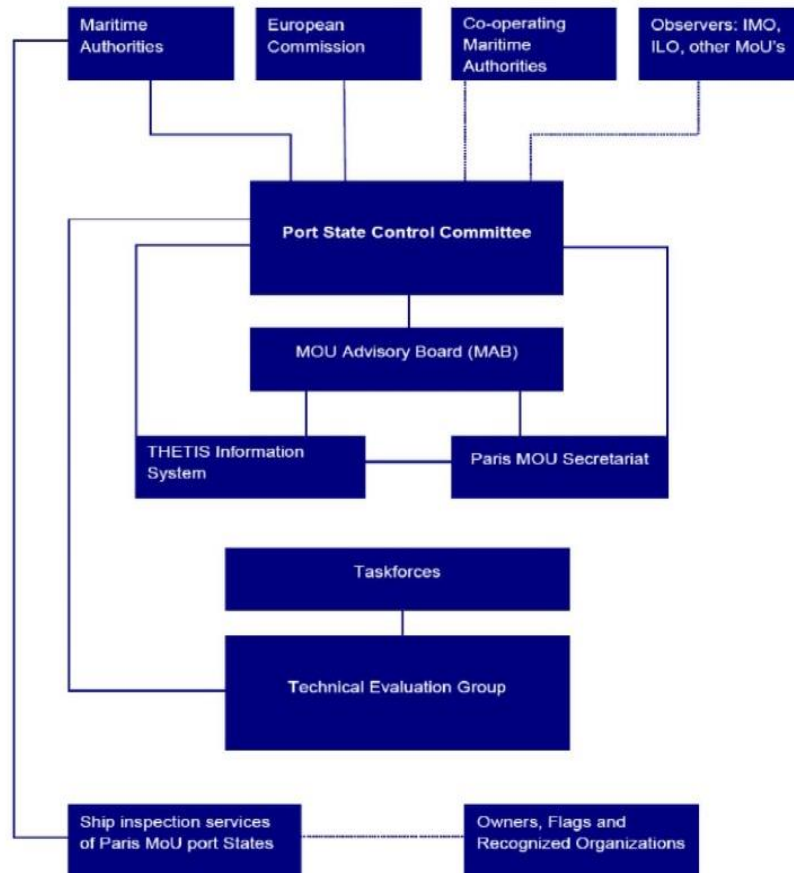 Maritime
Authorities
European
Commission
Co-operating
Maritime
Authorities
Observers: IMO,
ILO, other MoU's
Port State Control Committee
MOU Advisory Board (MAB)
THETIS Information
System
Paris MOU Secretariat
Taskforces
Technical Evaluation Group
Ship inspection services
of Paris MoU port States
Owners, Flags and
Recognized Organizations